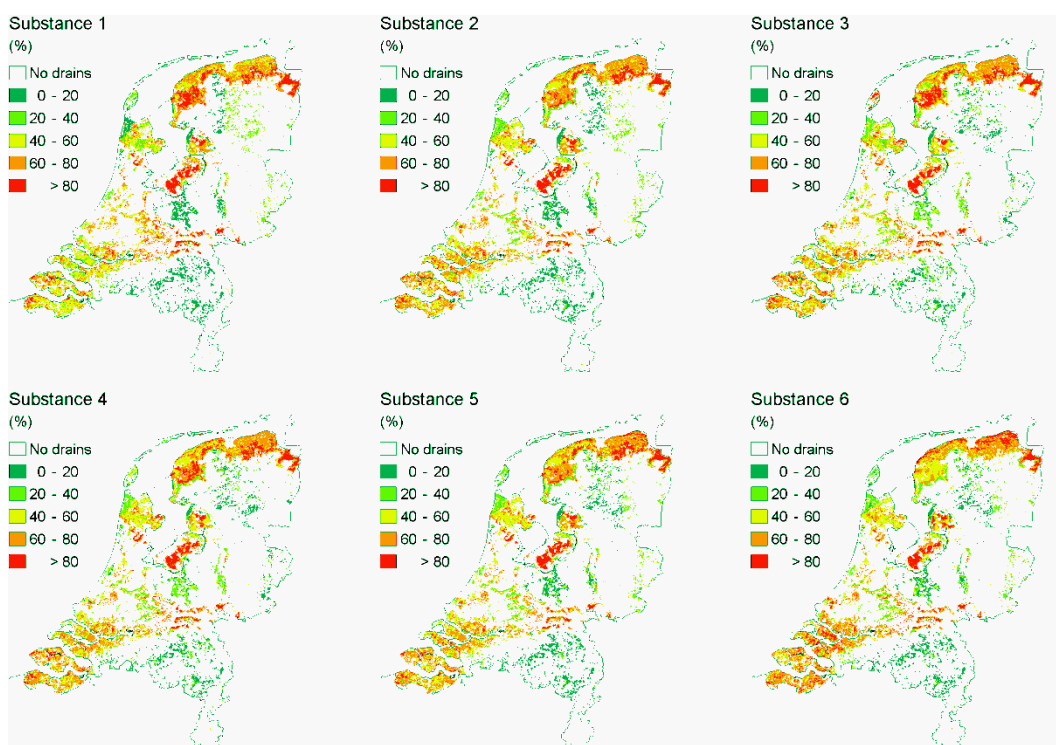 Substance 1
(%)
No drains
0 - 20
20 - 40
40 - 60
60 - 80
> 80
Substance 2
(%)
No drains
0 - 20
20 - 40
40 - 60
60 - 80
> 80
Substance 3
(%)
No drains
0 - 20
20 - 40
40 - 60
60 - 80
> 80
Substance 4
(%)
No drains
0 - 20
20 - 40
40 - 60
60 - 80
> 80
Substance 5
(%)
No drains
0 - 20
20 - 40
40 - 60
60 - 80
> 80
Substance 6
(%)
No drains
0 - 20
20 - 40
40 - 60
60 - 80
> 80